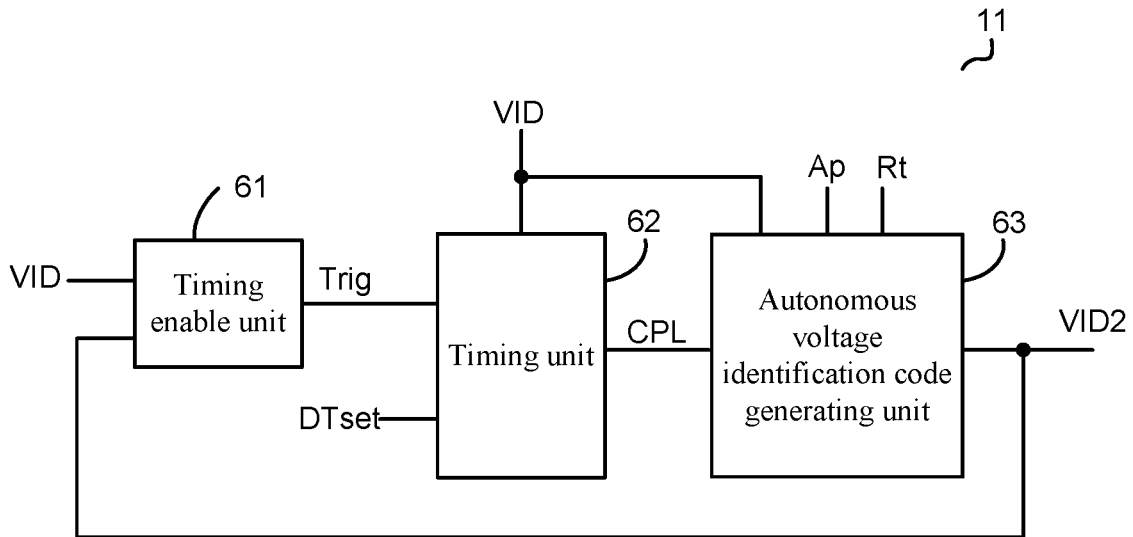 11
VID
Ap
Rt
61
62
63
VID
Timing
enable unit
Trig
Timing unit
CPL
DTset
Autonomous
voltage
identification code
generating unit
VID2